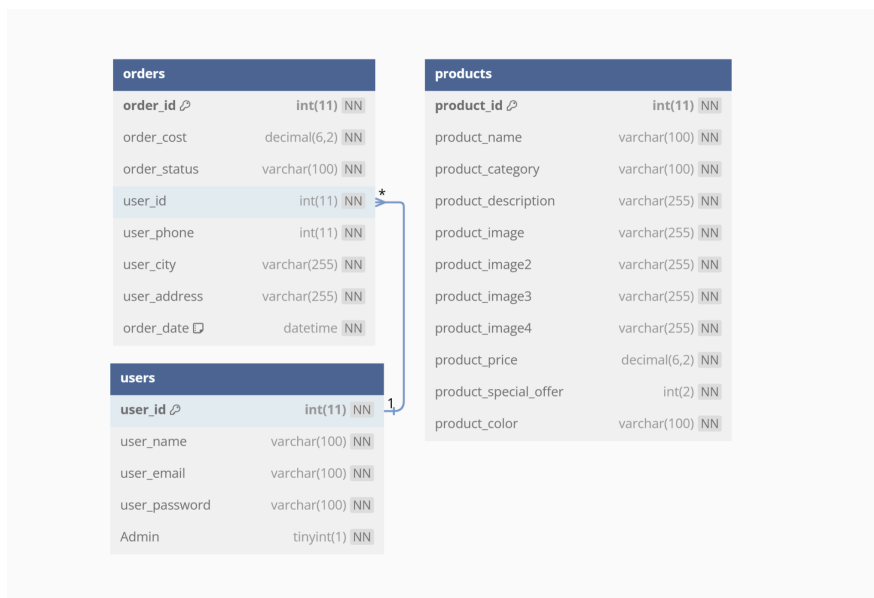 orders
order_id int(11) NN
order_cost decimal(6,2) NN
order_status varchar(100) NN
user_id int(11) NN
*
user_phone int(11) NN
user_city varchar(255) NN
user_address varchar(255) NN
order_date datetime NN
users
user_id int(11) NN
1
user_name varchar(100) NN
user_email varchar(100) NN
user_password varchar(100) NN
Admin tinyint(1) NN
products
product_id int(11) NN
product_name varchar(100) NN
product_category varchar(100) NN
product_description varchar(255) NN
product_image varchar(255) NN
product_image2 varchar(255) NN
product_image3 varchar(255) NN
product_image4 varchar(255) NN
product_price decimal(6,2) NN
product_special_offer int(2) NN
product_color varchar(100) NN